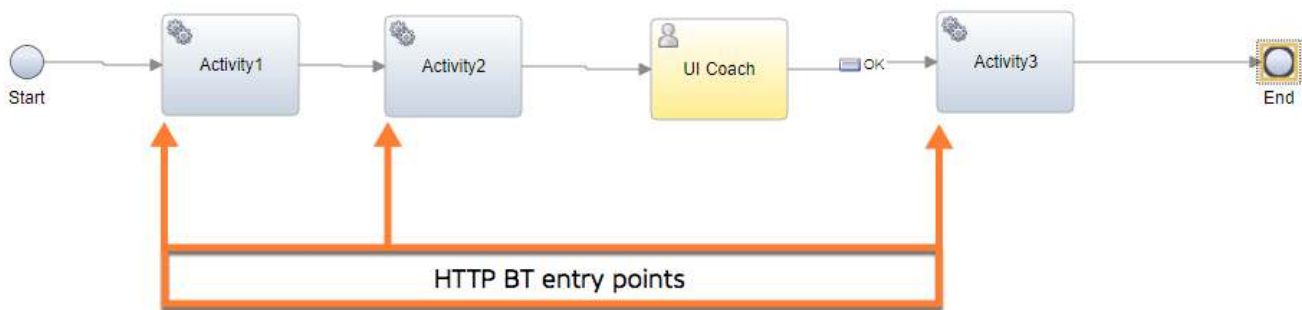 Start
Activity1
Activity2
UI Coach
OK
Activity3
End
HTTP BT entry points